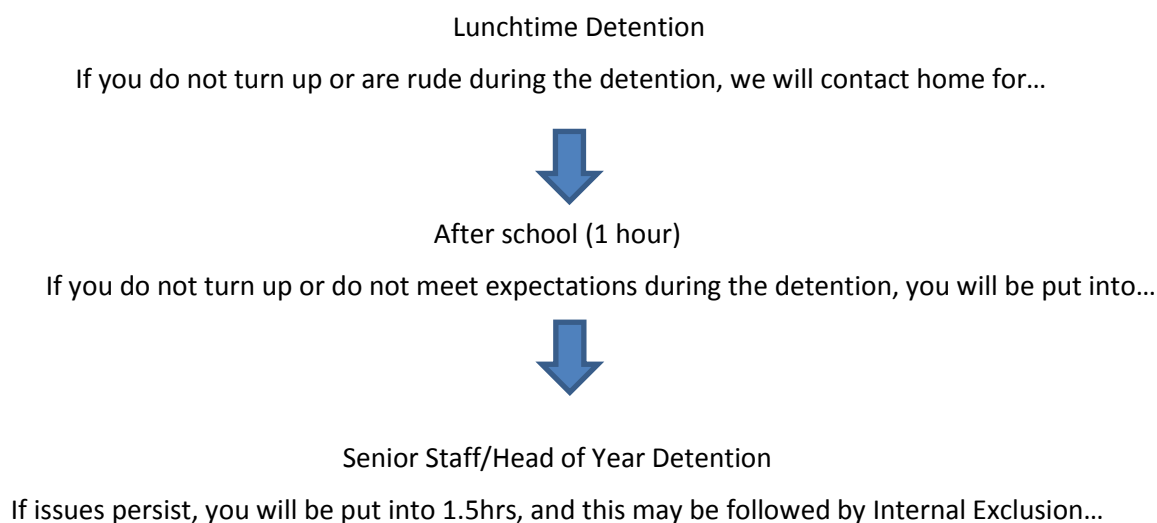 Lunchtime Detention
If you do not turn up or are rude during the detention, we will contact home for…
After school (1 hour)
If you do not turn up or do not meet expectations during the detention, you will be put into…
Senior Staff/Head of Year Detention
If issues persist, you will be put into 1.5hrs, and this may be followed by Internal Exclusion…